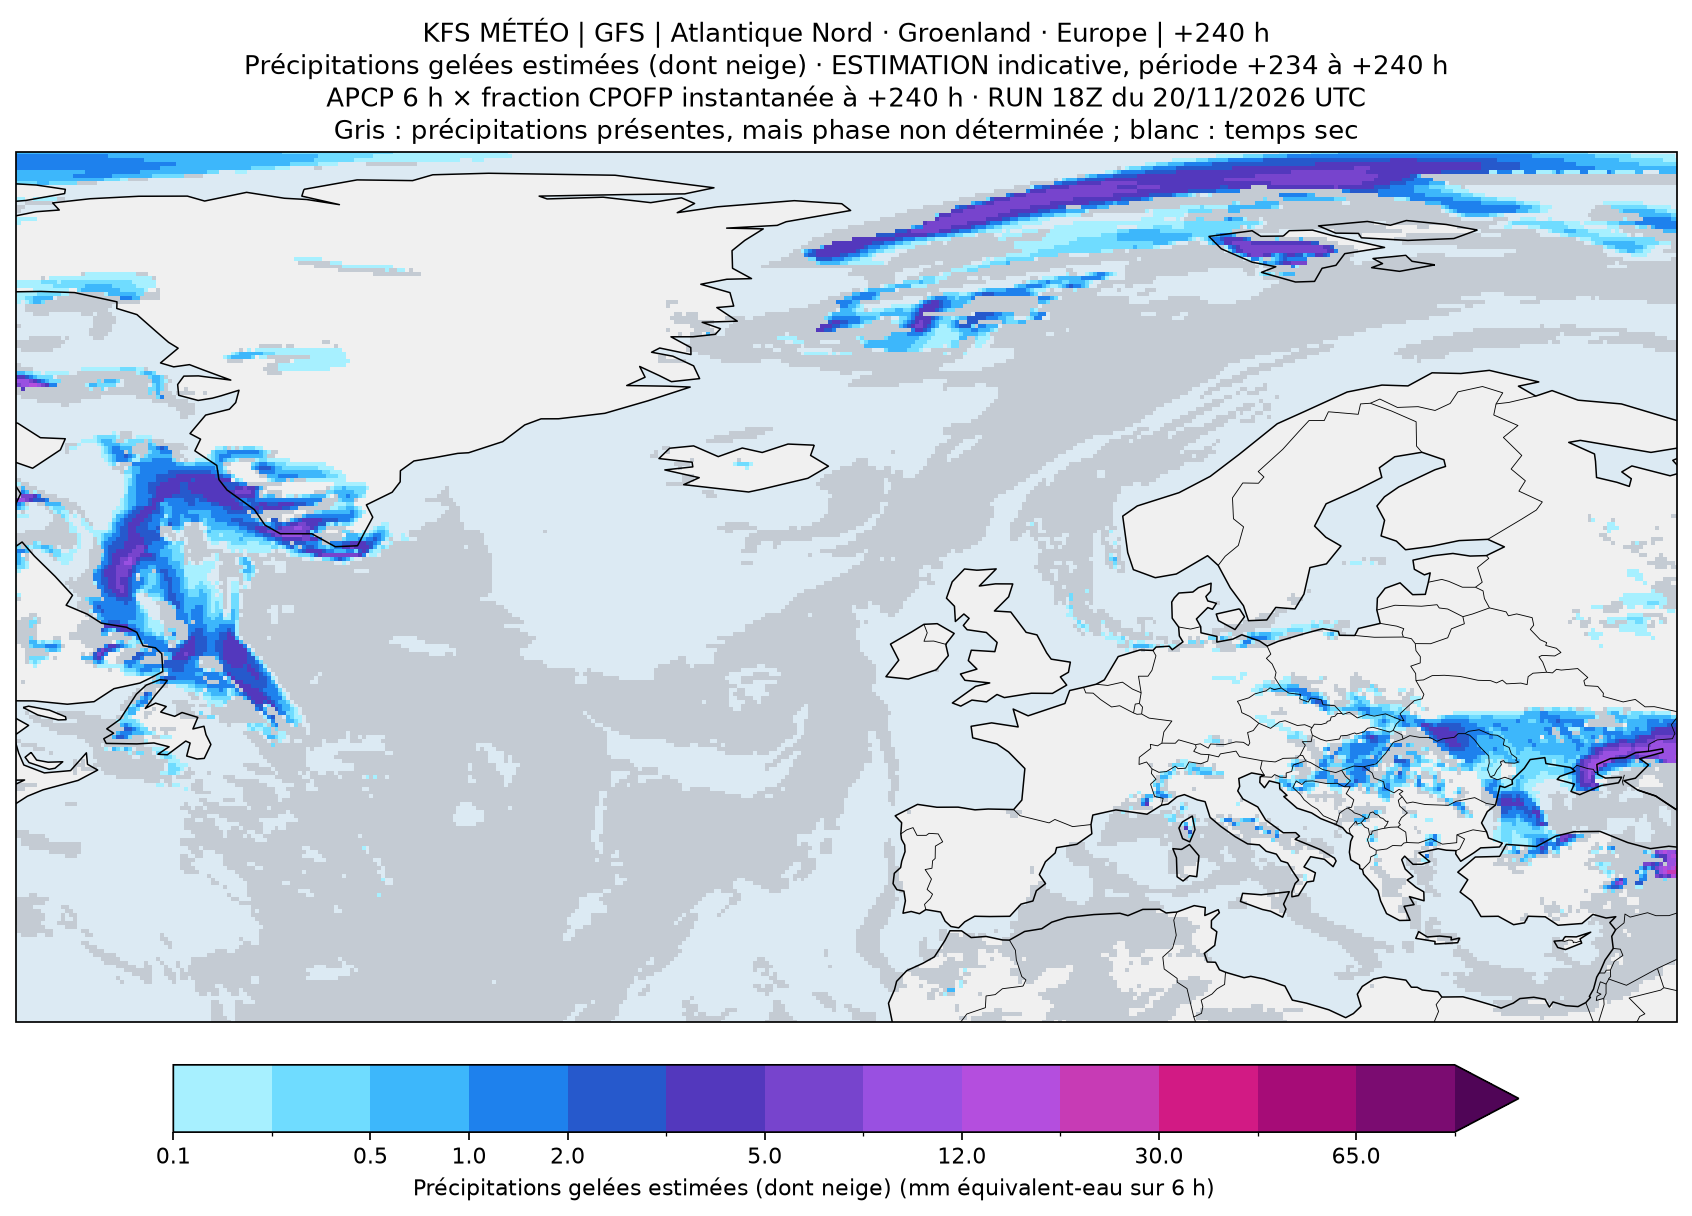 KFS MÉTÉO | GFS | Atlantique Nord · Groenland · Europe | +240 h
Précipitations gelées estimées (dont neige) · ESTIMATION indicative, période +234 à +240 h
APCP 6 h × fraction CPOFP instantanée à +240 h · RUN 18Z du 20/11/2026 UTC
Gris : précipitations présentes, mais phase non déterminée ; blanc : temps sec
0.1 0.5 1.0 2.0 5.0 12.0 30.0 65.0
Précipitations gelées estimées (dont neige) (mm équivalent-eau sur 6 h)